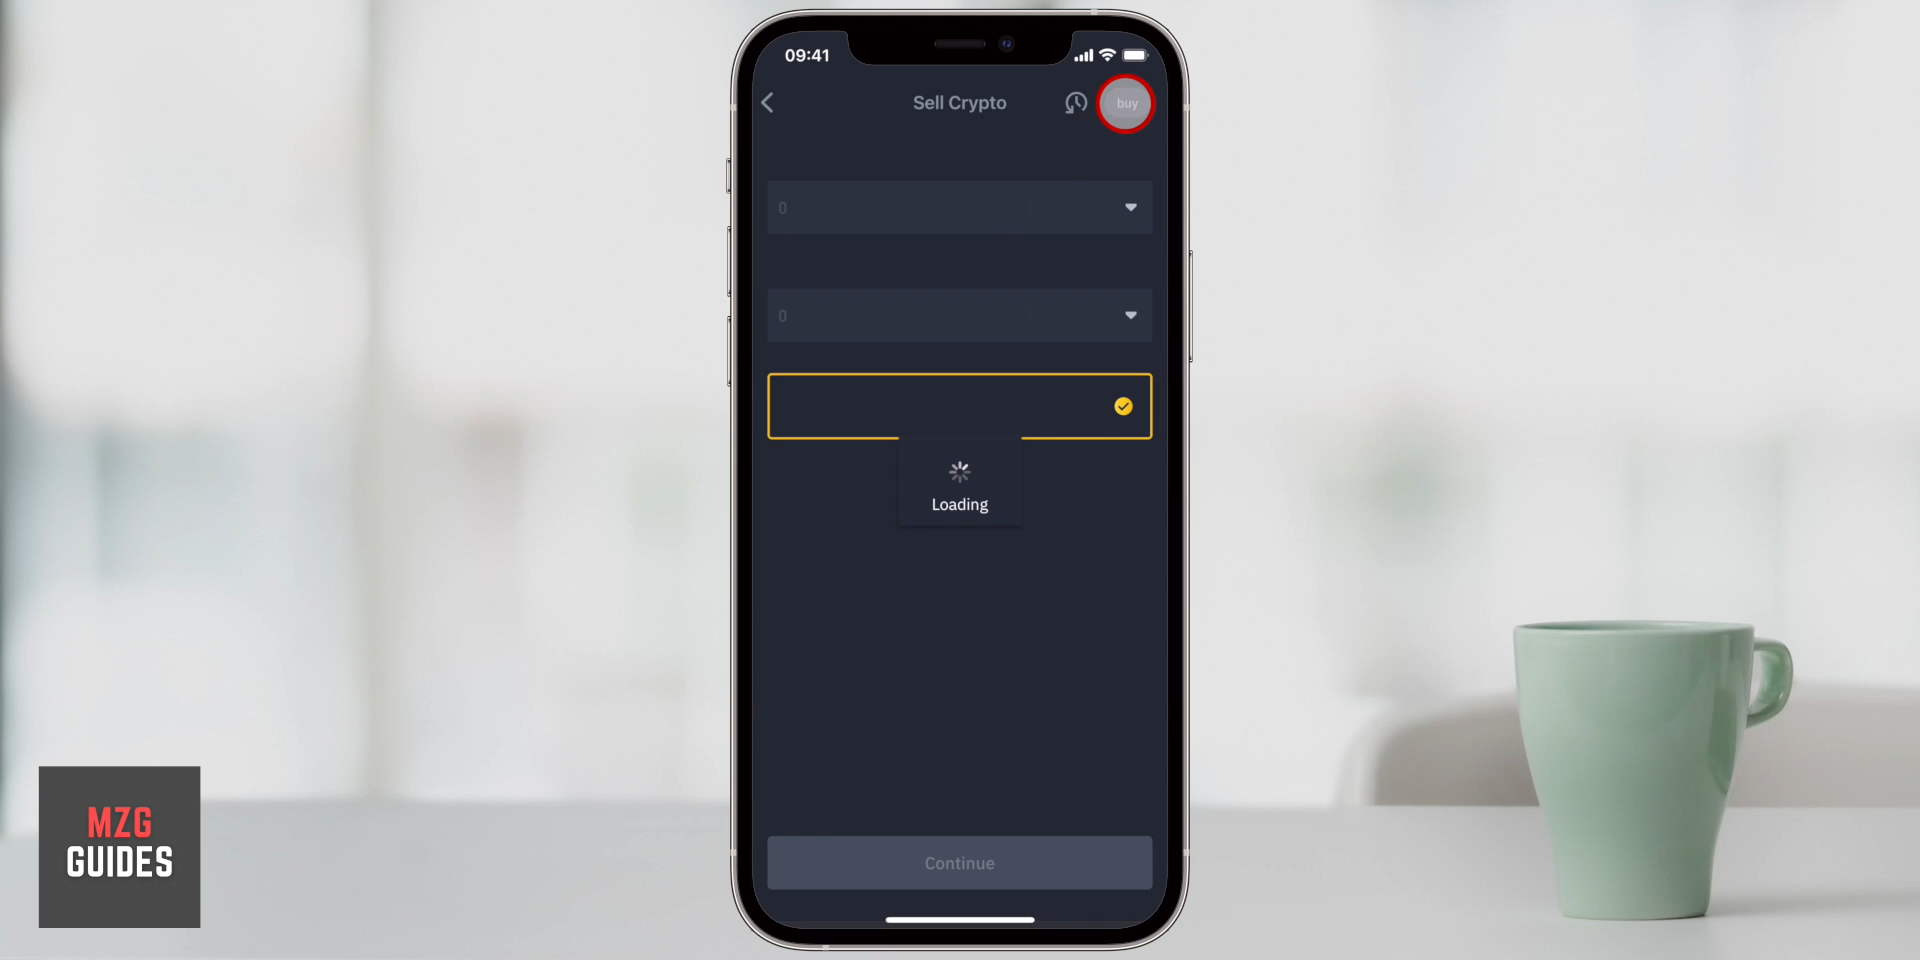 09:41
Sell Crypto
buy
0
0
Loading
Continue
MZG
GUIDES